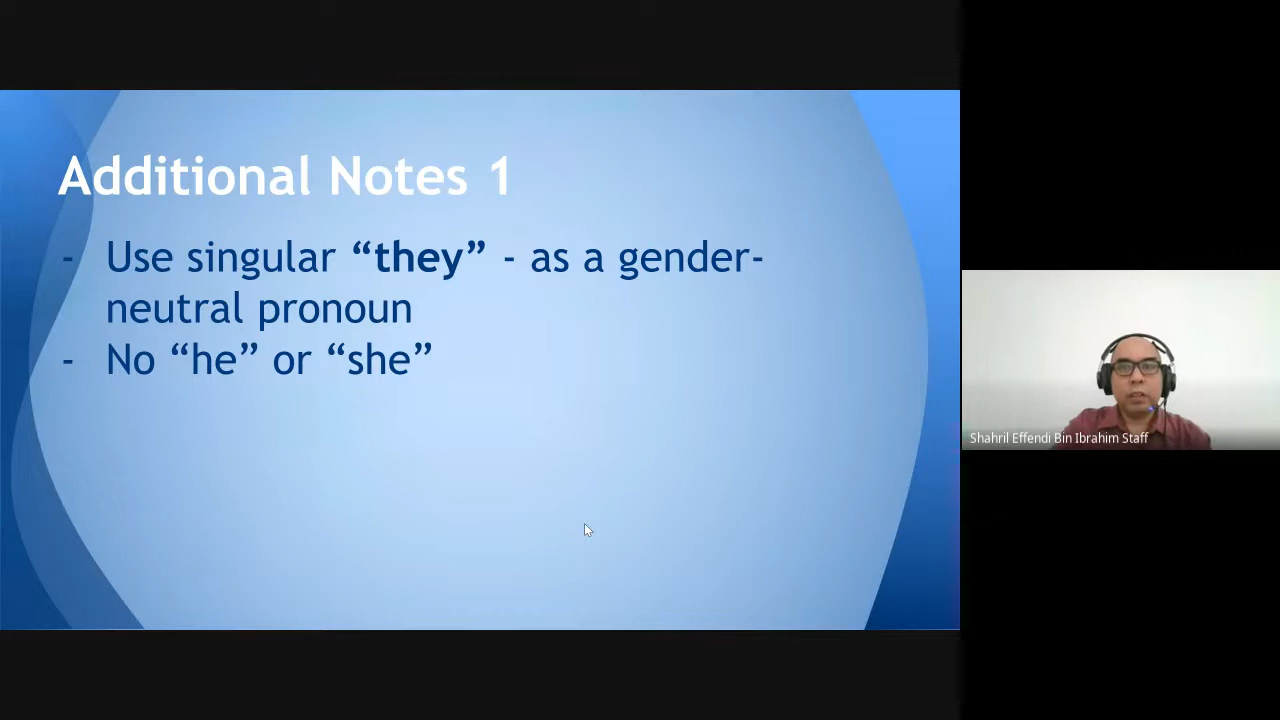 Additional Notes 1
- Use singular “they” - as a gender-
neutral pronoun
- No “he” or “she”
Shahril Effendi Bin Ibrahim Staff